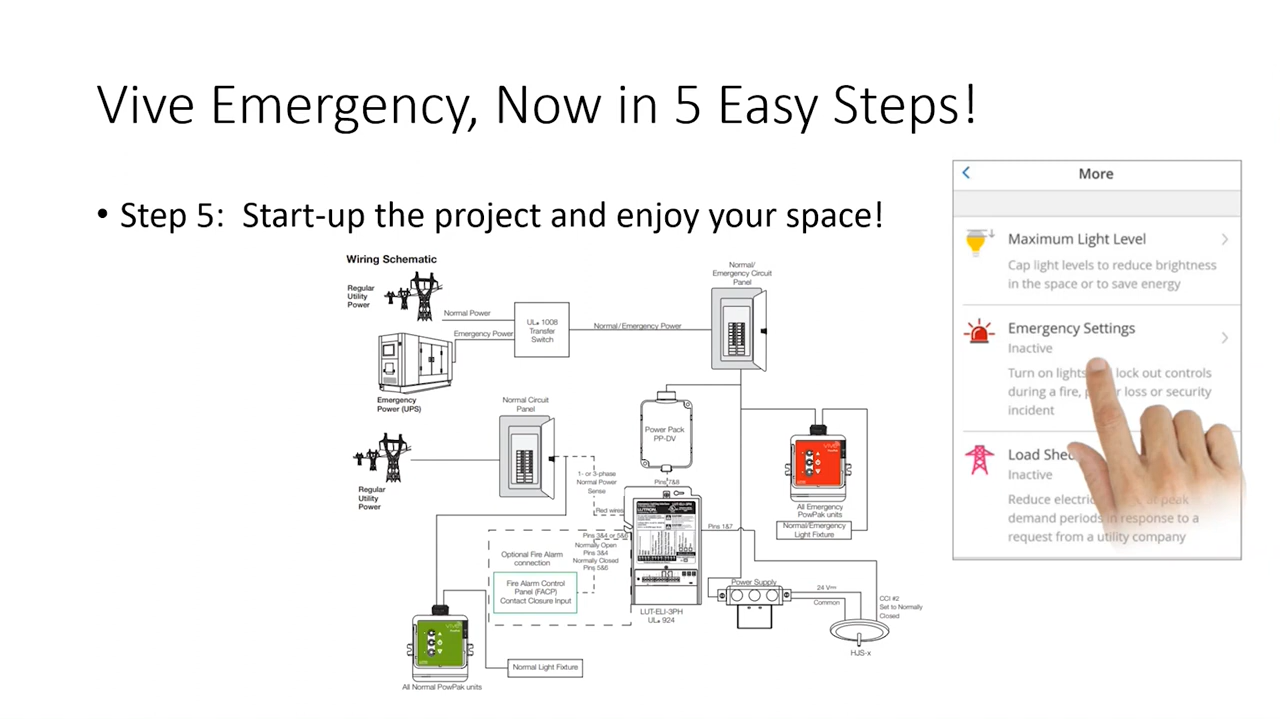 Vive Emergency, Now in 5 Easy Steps!
• Step 5: Start-up the project and enjoy your space!
Wiring Schematic
Regular
Utility
Power
Normal Power
Emergency Power
UL® 1008
Transfer
Switch
Normal/Emergency Power
Normal/
Emergency Circuit
Panel
Emergency
Power (UPS)
Normal Circuit
Panel
Regular
Utility
Power
1- or 3-phase
Normal Power
Sense
Red wires
Power Pack
PP-DV
Pins 7&8
Vive
All Emergency
PowPak units
Normal/Emergency
Light Fixture
Optional Fire Alarm
connection
Pins 3&4 or 5&6
Normally Open
Pins 3&4
Normally Closed
Pins 5&6
Fire Alarm Control
Panel (FACP)
Contact Closure Input
LUTRON
LUT-ELI-3PH
UL® 924
Pins 1&7
Power Supply
24 V
Common
CCI #2
Set to Normally
Closed
HJS-x
Vive
All Normal PowPak units
Normal Light Fixture
More
Maximum Light Level
Cap light levels to reduce brightness
in the space or to save energy
Emergency Settings
Inactive
Turn on lights lock out controls
during a fire, loss or security
incident
Load
Inactive
Reduce peak
demand periods in response to a
request from a utility company